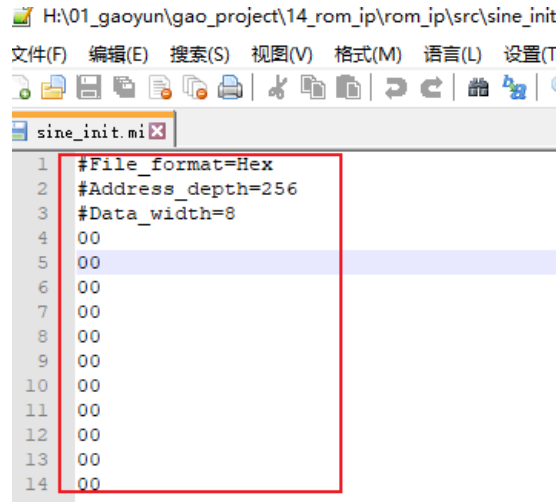 H:\01_gaoyun\gao_project\14_rom_ip\rom_ip\src\sine_init
文件(F) 编辑(E) 搜索(S) 视图(V) 格式(M) 语言(L) 设置(T
sine_init.mi
1 #File_format=Hex
2 #Address_depth=256
3 #Data_width=8
4 00
5 00
6 00
7 00
8 00
9 00
10 00
11 00
12 00
13 00
14 00